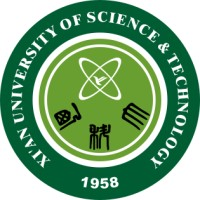 XI'AN UNIVERSITY OF SCIENCE & TECHNOLOGY
1958